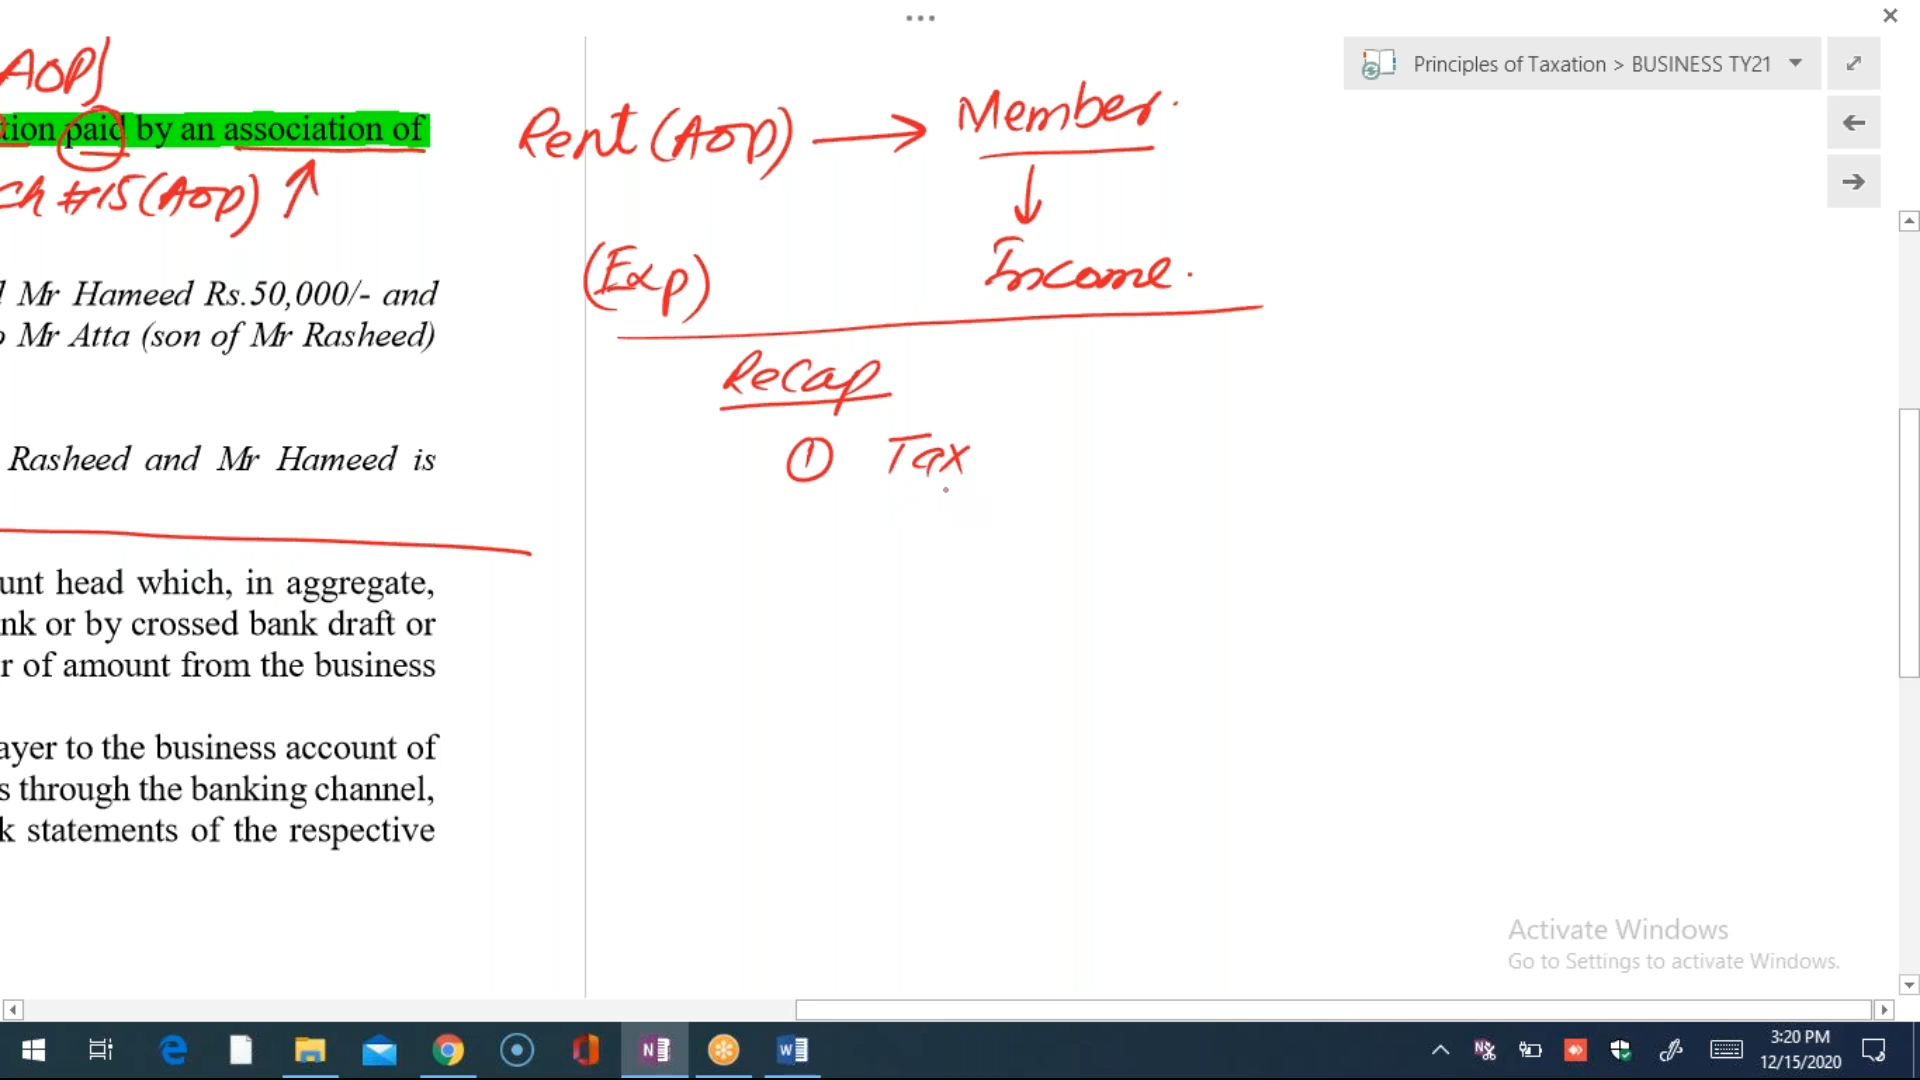 Principles of Taxation > BUSINESS TY21
AOP)
tion paid by an association of
ch #15 (AOP) ↑
Mr Hameed Rs.50,000/- and
Mr Atta (son of Mr Rasheed)
Rasheed and Mr Hameed is
unt head which, in aggregate,
nk or by crossed bank draft or
r of amount from the business
ayer to the business account of
s through the banking channel,
k statements of the respective
Rent (AOP) → Member.
↓
(Exp) Income.
Recap
① Tax
Activate Windows
Go to Settings to activate Windows.
3:20 PM
12/15/2020